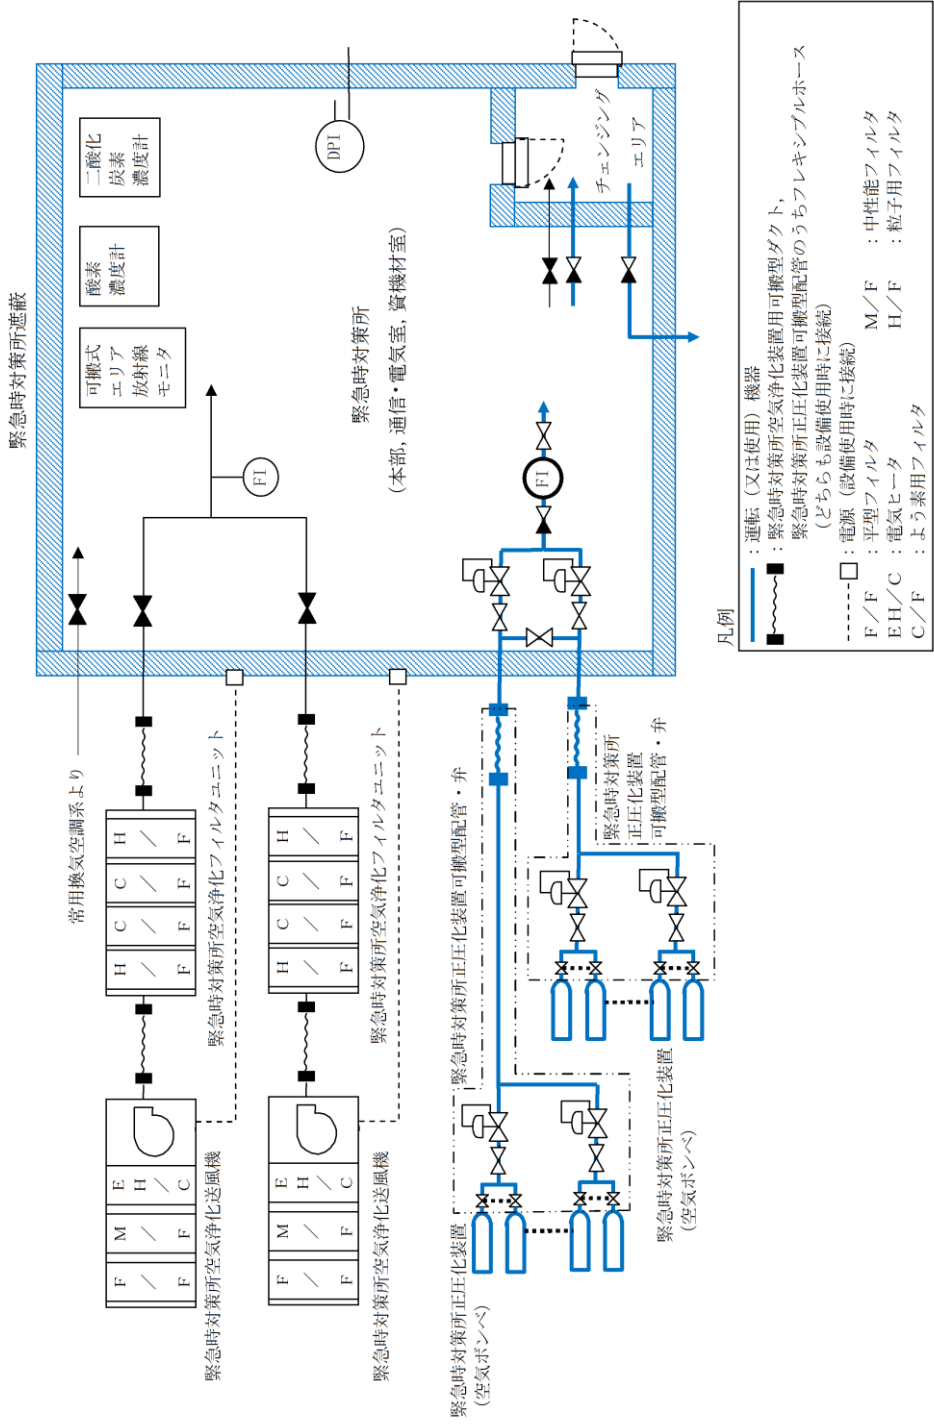 緊急時対策所遮蔽
常用換気空調系より
可搬式
エリア
放射線
モニタ
酸素
濃度計
二酸化
炭素
濃度計
F/F
M/F
EH/C
緊急時対策所空気浄化送風機
H/F
C/F
C/F
H/F
緊急時対策所空気浄化フィルタユニット
FI
DPI
F/F
M/F
EH/C
緊急時対策所空気浄化送風機
H/F
C/F
C/F
H/F
緊急時対策所空気浄化フィルタユニット
緊急時対策所
(本部,通信・電気室,資機材室)
緊急時対策所正圧化装置
(空気ボンベ)
緊急時対策所正圧化装置可搬型配管・弁
FI
チェンジング
エリア
緊急時対策所
正圧化装置
可搬型配管・弁
緊急時対策所正圧化装置
(空気ボンベ)
凡例
:運転(又は使用)機器
:緊急時対策所空気浄化装置用可搬型ダクト,
緊急時対策所正圧化装置可搬型配管のうちフレキシブルホース
(どちらも設備使用時に接続)
:電源(設備使用時に接続)
F/F :平型フィルタ M/F :中性能フィルタ
EH/C :電気ヒータ H/F :粒子用フィルタ
C/F :よう素用フィルタ